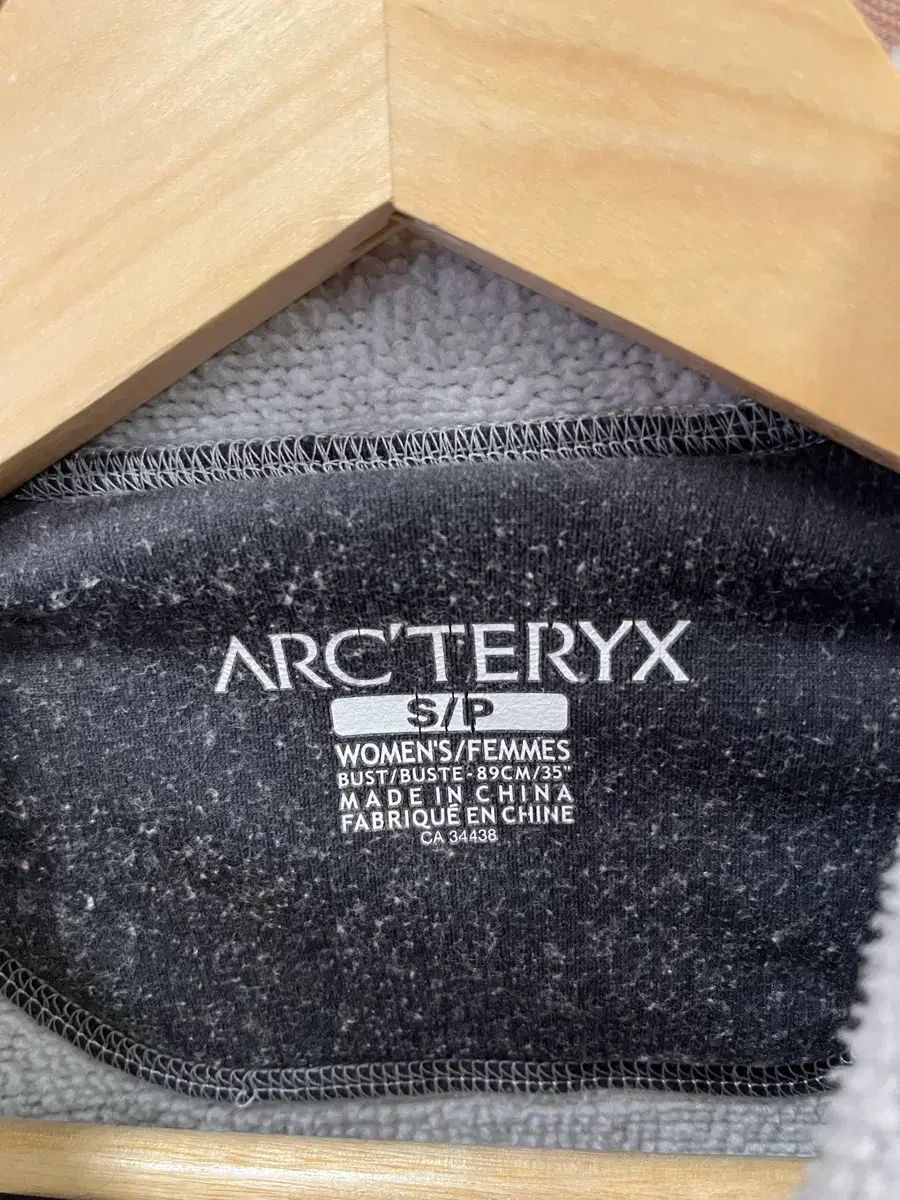 ARC'TERYX
S/P
WOMEN'S/FEMMES
BUST/BUSTE - 89CM/35"
MADE IN CHINA
FABRIQUÉ EN CHINE
CA 34438